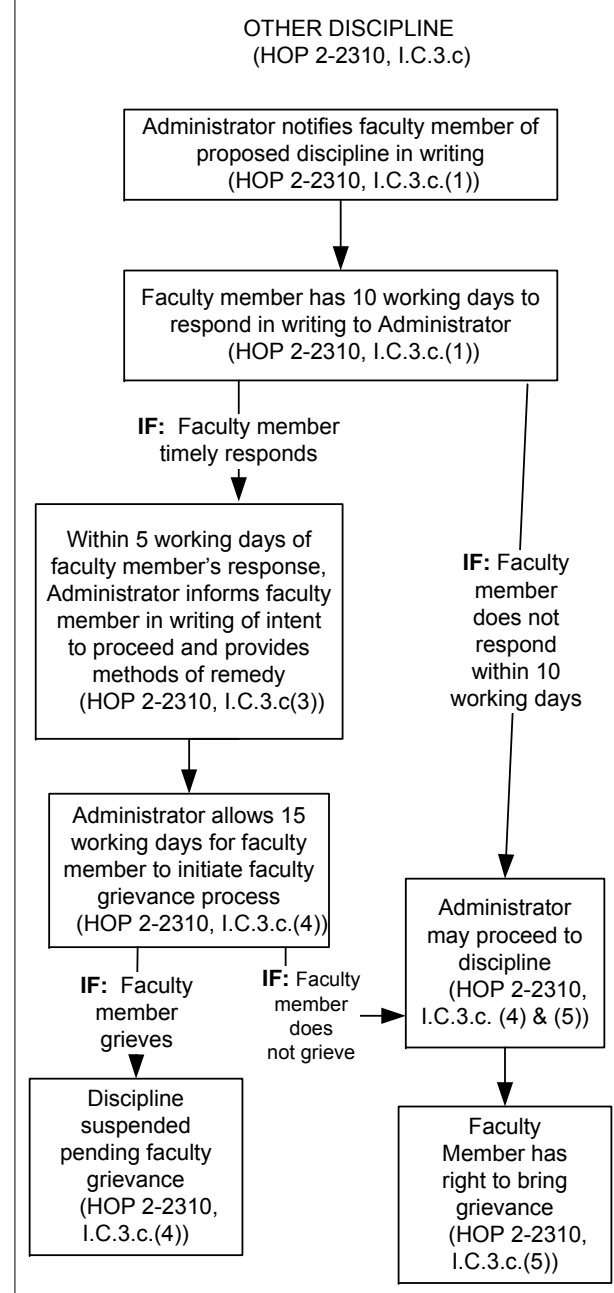 OTHER DISCIPLINE
(HOP 2-2310, I.C.3.c)
Administrator notifies faculty member of
proposed discipline in writing
(HOP 2-2310, I.C.3.c.(1))
Faculty member has 10 working days to
respond in writing to Administrator
(HOP 2-2310, I.C.3.c.(1))
IF: Faculty member
timely responds
Within 5 working days of
faculty member's response,
Administrator informs faculty
member in writing of intent
to proceed and provides
methods of remedy
(HOP 2-2310, I.C.3.c(3))
IF: Faculty
member
does not
respond
within 10
working days
Administrator allows 15
working days for faculty
member to initiate faculty
grievance process
(HOP 2-2310, I.C.3.c.(4))
IF: Faculty
member
grieves
IF: Faculty
member
does
not grieve
Administrator
may proceed to
discipline
(HOP 2-2310,
I.C.3.c. (4) & (5))
Discipline
suspended
pending faculty
grievance
(HOP 2-2310,
I.C.3.c.(4))
Faculty
Member has
right to bring
grievance
(HOP 2-2310,
I.C.3.c.(5))